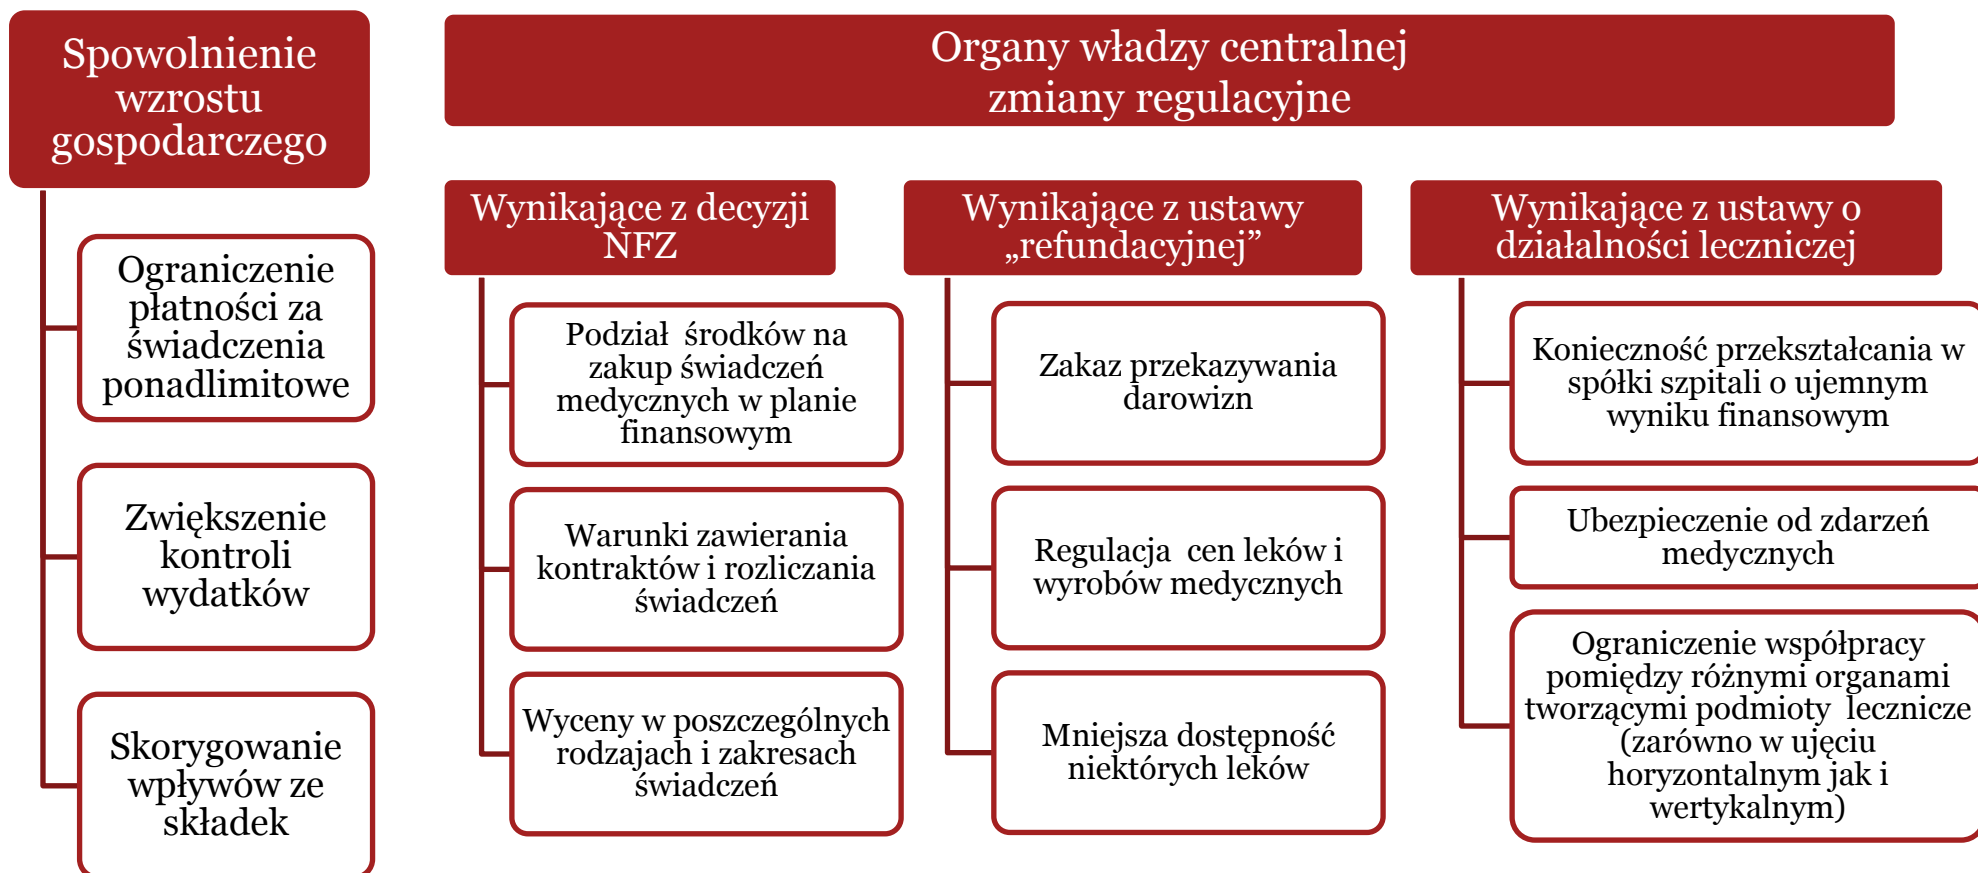 Spowolnienie
wzrostu
gospodarczego
Ograniczenie
płatności za
świadczenia
ponadlimitowe
Zwiększenie
kontroli
wydatków
Skorygowanie
wpływów ze
składek
Organy władzy centralnej
zmiany regulacyjne
Wynikające z decyzji
NFZ
Podział środków na
zakup świadczeń
medycznych w planie
finansowym
Warunki zawierania
kontraktów i rozliczania
świadczeń
Wyceny w poszczególnych
rodzajach i zakresach
świadczeń
Wynikające z ustawy
„refundacyjnej”
Zakaz przekazywania
darowizn
Regulacja cen leków i
wyrobów medycznych
Mniejsza dostępność
niektórych leków
Wynikające z ustawy o
działalności leczniczej
Konieczność przekształcania w
spółki szpitali o ujemnym
wyniku finansowym
Ubezpieczenie od zdarzeń
medycznych
Ograniczenie współpracy
pomiędzy różnymi organami
tworzącymi podmioty lecznicze
(zarówno w ujęciu
horyzontalnym jak i
wertykalnym)